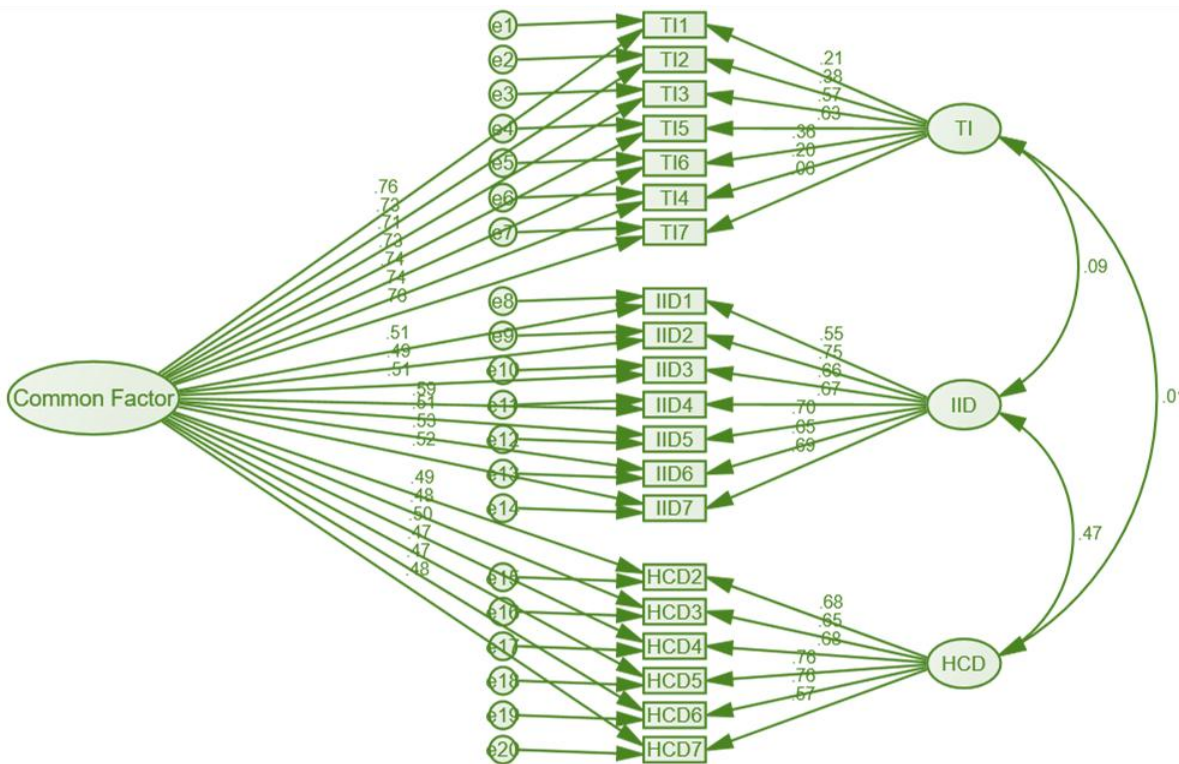 e1
TI1
e2
TI2
e3
TI3
e4
TI5
e5
TI6
e6
TI4
e7
TI7
.21
.38
.57
.63
.20
.06
TI
.76
.73
.71
.73
.74
.74
.09
e8
IID1
e9
IID2
e10
IID3
e11
IID4
e12
IID5
e13
IID6
e14
IID7
.51
.49
.51
.59
.53
.52
.55
.75
.66
.67
.70
.65
.69
IID
Common Factor
.47
e15
HCD2
e16
HCD3
e17
HCD4
e18
HCD5
e19
HCD6
e20
HCD7
.49
.48
.50
.47
.47
.48
.68
.65
.68
.76
.76
.57
HCD